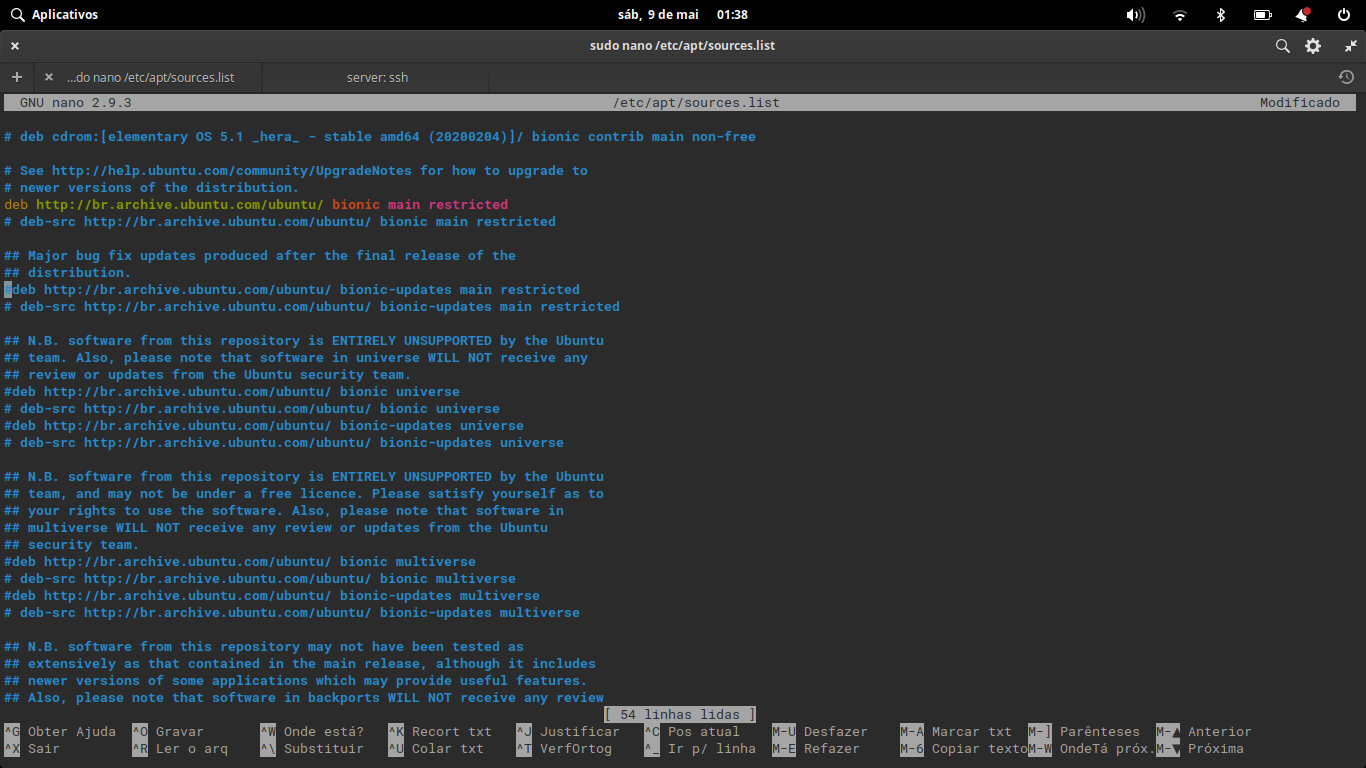 Aplicativos
sáb, 9 de mai 01:38
sudo nano /etc/apt/sources.list
...do nano /etc/apt/sources.list
server: ssh
GNU nano 2.9.3 /etc/apt/sources.list Modificado
# deb cdrom:[elementary OS 5.1 _hera_ - stable amd64 (20200204)]/ bionic contrib main non-free
# See http://help.ubuntu.com/community/UpgradeNotes for how to upgrade to
# newer versions of the distribution.
deb http://br.archive.ubuntu.com/ubuntu/ bionic main restricted
# deb-src http://br.archive.ubuntu.com/ubuntu/ bionic main restricted
## Major bug fix updates produced after the final release of the
## distribution.
#deb http://br.archive.ubuntu.com/ubuntu/ bionic-updates main restricted
# deb-src http://br.archive.ubuntu.com/ubuntu/ bionic-updates main restricted
## N.B. software from this repository is ENTIRELY UNSUPPORTED by the Ubuntu
## team. Also, please note that software in universe WILL NOT receive any
## review or updates from the Ubuntu security team.
#deb http://br.archive.ubuntu.com/ubuntu/ bionic universe
# deb-src http://br.archive.ubuntu.com/ubuntu/ bionic universe
#deb http://br.archive.ubuntu.com/ubuntu/ bionic-updates universe
# deb-src http://br.archive.ubuntu.com/ubuntu/ bionic-updates universe
## N.B. software from this repository is ENTIRELY UNSUPPORTED by the Ubuntu
## team, and may not be under a free licence. Please satisfy yourself as to
## your rights to use the software. Also, please note that software in
## multiverse WILL NOT receive any review or updates from the Ubuntu
## security team.
#deb http://br.archive.ubuntu.com/ubuntu/ bionic multiverse
# deb-src http://br.archive.ubuntu.com/ubuntu/ bionic multiverse
#deb http://br.archive.ubuntu.com/ubuntu/ bionic-updates multiverse
# deb-src http://br.archive.ubuntu.com/ubuntu/ bionic-updates multiverse
## N.B. software from this repository may not have been tested as
## extensively as that contained in the main release, although it includes
## newer versions of some applications which may provide useful features.
## Also, please note that software in backports WILL NOT receive any review
[ 54 linhas lidas ]
^G Obter Ajuda ^O Gravar ^W Onde está? ^K Recort txt ^J Justificar ^C Pos atual M-U Desfazer M-A Marcar txt M-] Parênteses M-▲ Anterior
^X Sair ^R Ler o arq ^\ Substituir ^U Colar txt ^T VerfOrtog ^_ Ir p/ linha M-E Refazer M-6 Copiar texto M-W OndeTá próx. M-▼ Próxima